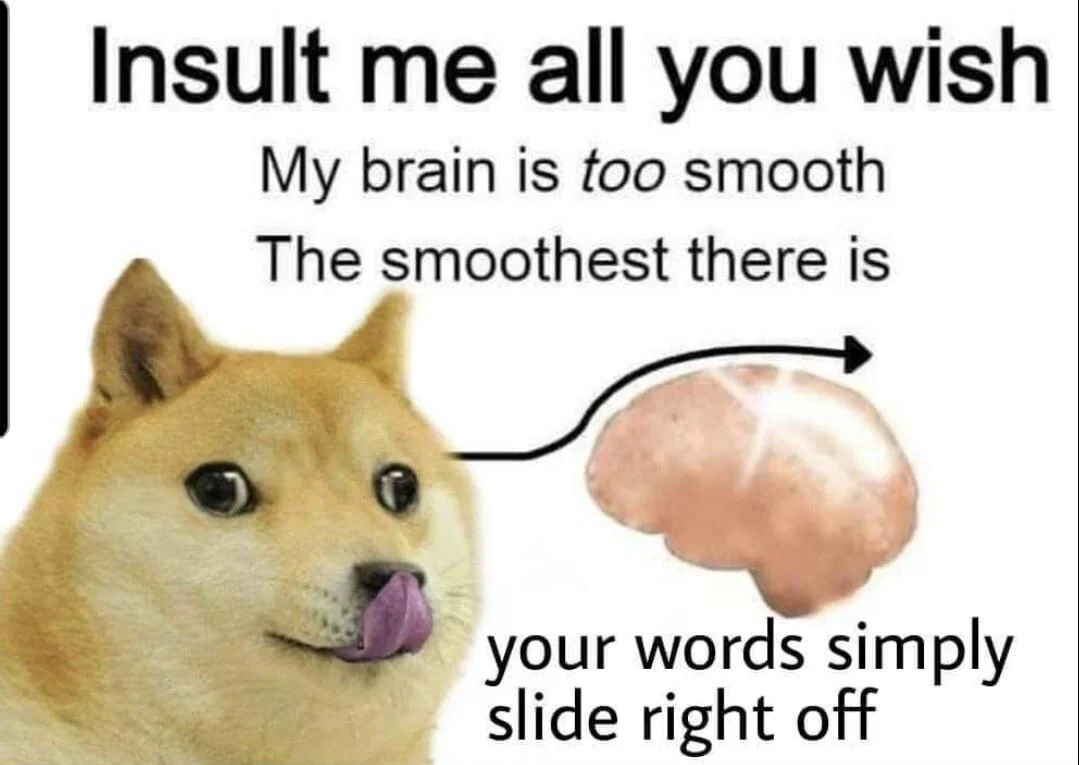 Insult me all you wish
My brain is too smooth
The smoothest there is
your words simply
slide right off